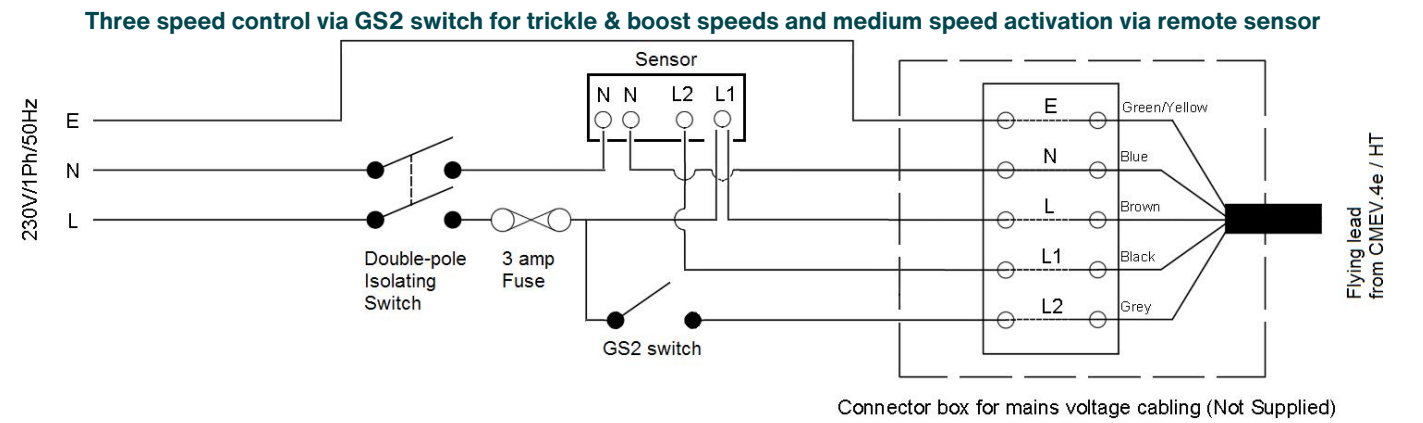 Three speed control via GS2 switch for trickle & boost speeds and medium speed activation via remote sensor
Sensor
N N L2 L1
230V/1Ph/50Hz
E
N
L
Double-pole
Isolating
Switch
3 amp
Fuse
GS2 switch
E Green/Yellow
N Blue
L Brown
L1 Black
L2 Grey
Flying lead
from CMEV.4e / HT
Connector box for mains voltage cabling (Not Supplied)